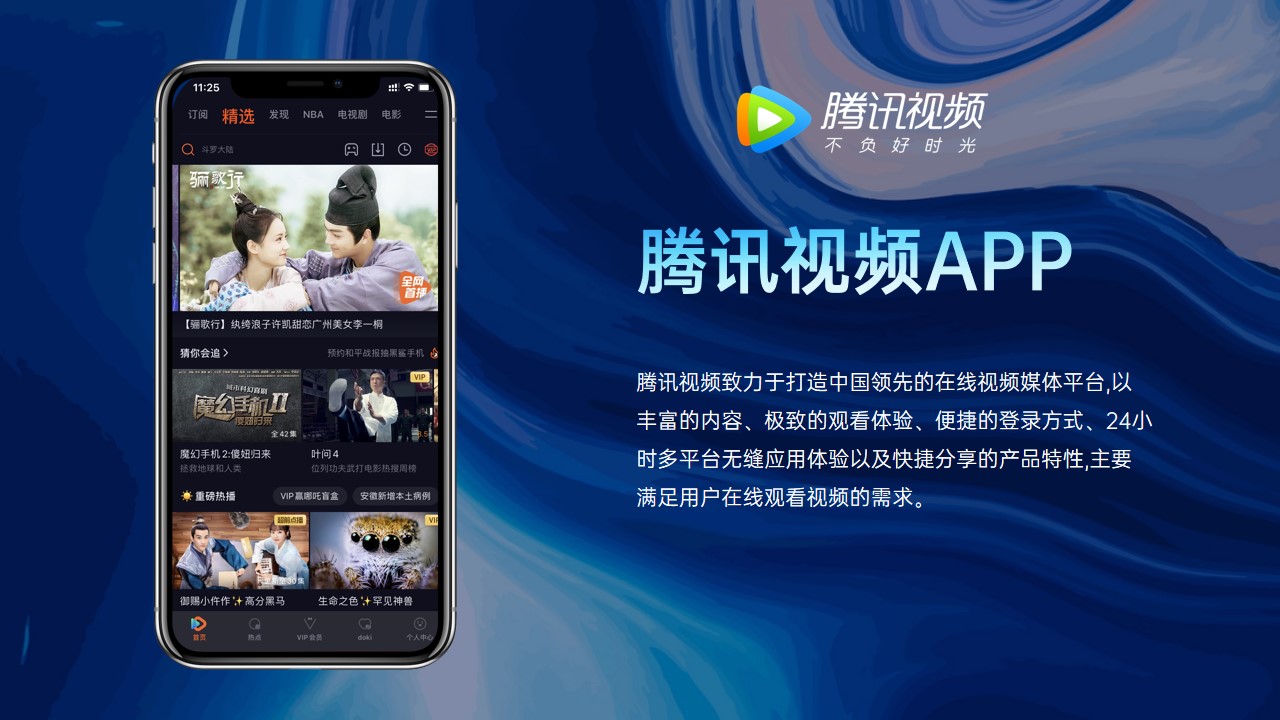 11:25
订阅 精选 发现 NBA 电视剧 电影
斗罗大陆
VIP
骊歌行
全网
首播
【骊歌行】纨绔浪子许凯甜恋广州美女李一桐
猜你会追
预约和平战报抽黑鲨手机
城市科幻喜剧
魔幻手机II
傻妞归来
全42集
VIP
8.5
魔幻手机2:傻妞归来
叶问4
拯救地球和人类
位列功夫武打电影热搜周榜
重磅热播
VIP赢哪吒盲盒
安徽新增本土病例
超前点播
VIP
御赐小仵作✨高分黑马
生命之色✨罕见神兽
首页 热点 VIP会员 doki 个人中心
腾讯视频
不负好时光
腾讯视频APP
腾讯视频致力于打造中国领先的在线视频媒体平台,以
丰富的内容、极致的观看体验、便捷的登录方式、24小
时多平台无缝应用体验以及快捷分享的产品特性,主要
满足用户在线观看视频的需求。